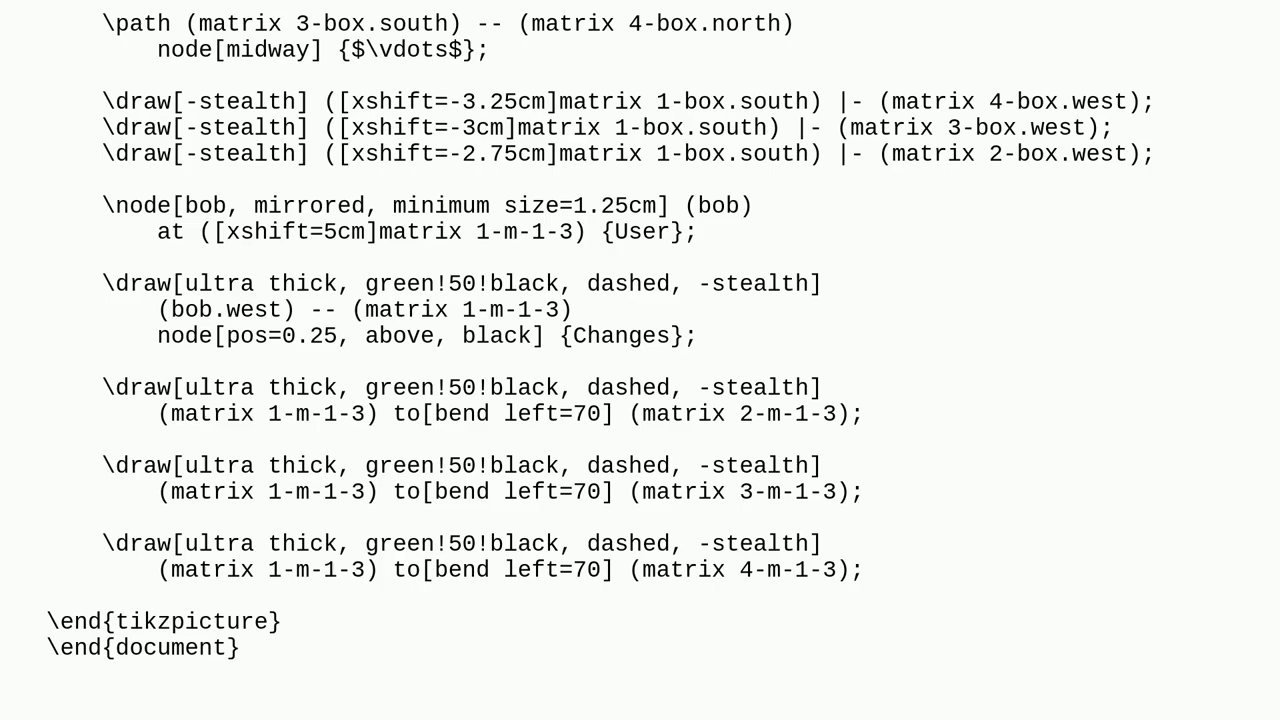 \path (matrix 3-box.south) -- (matrix 4-box.north)
node[midway] {$\vdots$};
\draw[-stealth] ([xshift=-3.25cm]matrix 1-box.south) |- (matrix 4-box.west);
\draw[-stealth] ([xshift=-3cm]matrix 1-box.south) |- (matrix 3-box.west);
\draw[-stealth] ([xshift=-2.75cm]matrix 1-box.south) |- (matrix 2-box.west);
\node[bob, mirrored, minimum size=1.25cm] (bob)
at ([xshift=5cm]matrix 1-m-1-3) {User};
\draw[ultra thick, green!50!black, dashed, -stealth]
(bob.west) -- (matrix 1-m-1-3)
node[pos=0.25, above, black] {Changes};
\draw[ultra thick, green!50!black, dashed, -stealth]
(matrix 1-m-1-3) to[bend left=70] (matrix 2-m-1-3);
\draw[ultra thick, green!50!black, dashed, -stealth]
(matrix 1-m-1-3) to[bend left=70] (matrix 3-m-1-3);
\draw[ultra thick, green!50!black, dashed, -stealth]
(matrix 1-m-1-3) to[bend left=70] (matrix 4-m-1-3);
\end{tikzpicture}
\end{document}